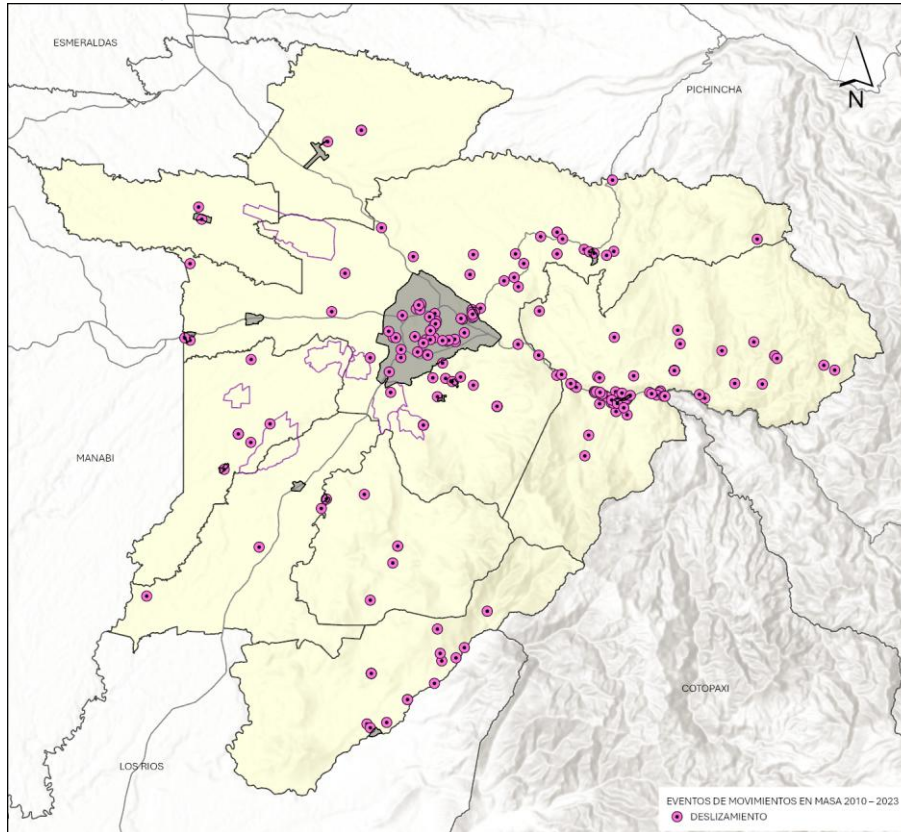 ESMERALDAS
PICHINCHA
N
MANABI
COTOPAXI
LOS RIOS
EVENTOS DE MOVIMIENTOS EN MASA 2010 – 2023
DESLIZAMIENTO